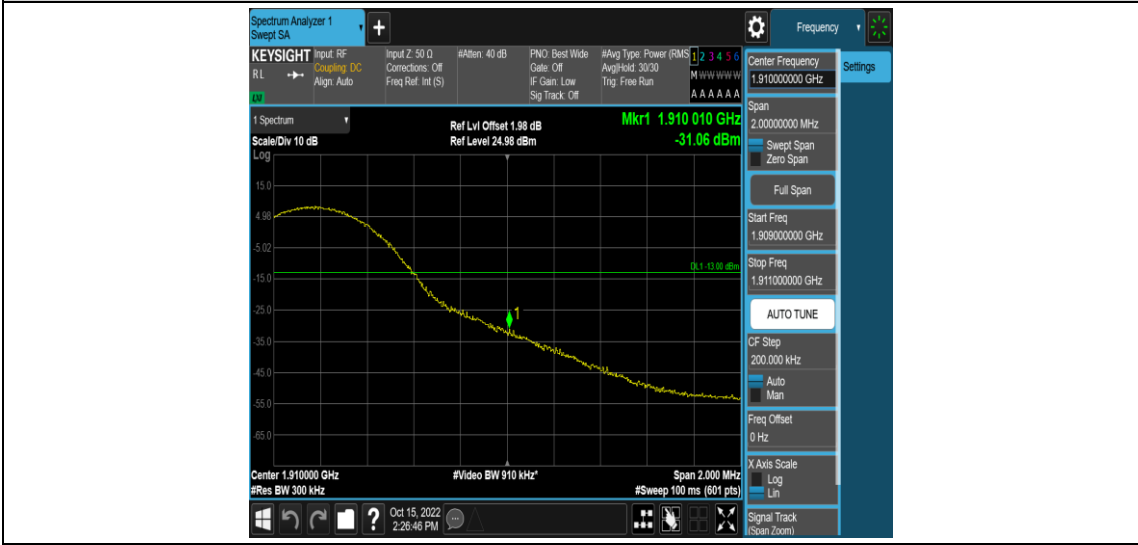 Spectrum Analyzer 1
Swept SA
Frequency
KEYSIGHT
RL
LM
Input: RF
Coupling: DC
Align: Auto
Input Z: 50 Ω
Corrections: Off
Freq Ref: Int (S)
#Atten: 40 dB
PNO: Best Wide
Gate: Off
IF Gain: Low
Sig Track: Off
#Avg Type: Power (RMS
Avg|Hold: 30/30
Trig: Free Run
1 2 3 4 5 6
M W W W W W
A A A A A A
1 Spectrum
Scale/Div 10 dB
Ref Lvl Offset 1.98 dB
Ref Level 24.98 dBm
Mkr1 1.910 010 GHz
-31.06 dBm
Log
15.0
4.98
-5.02
DL1 -13.00 dBm
-15.0
-25.0
1
-35.0
-45.0
-55.0
-65.0
Center 1.910000 GHz
#Video BW 910 kHz*
Span 2.000 MHz
#Res BW 300 kHz
#Sweep 100 ms (601 pts)
?
Oct 15, 2022
2:26:46 PM
Center Frequency
1.910000000 GHz
Settings
Span
2.00000000 MHz
Swept Span
Zero Span
Full Span
Start Freq
1.909000000 GHz
Stop Freq
1.911000000 GHz
AUTO TUNE
CF Step
200.000 kHz
Auto
Man
Freq Offset
0 Hz
X Axis Scale
Log
Lin
Signal Track
(Span Zoom)